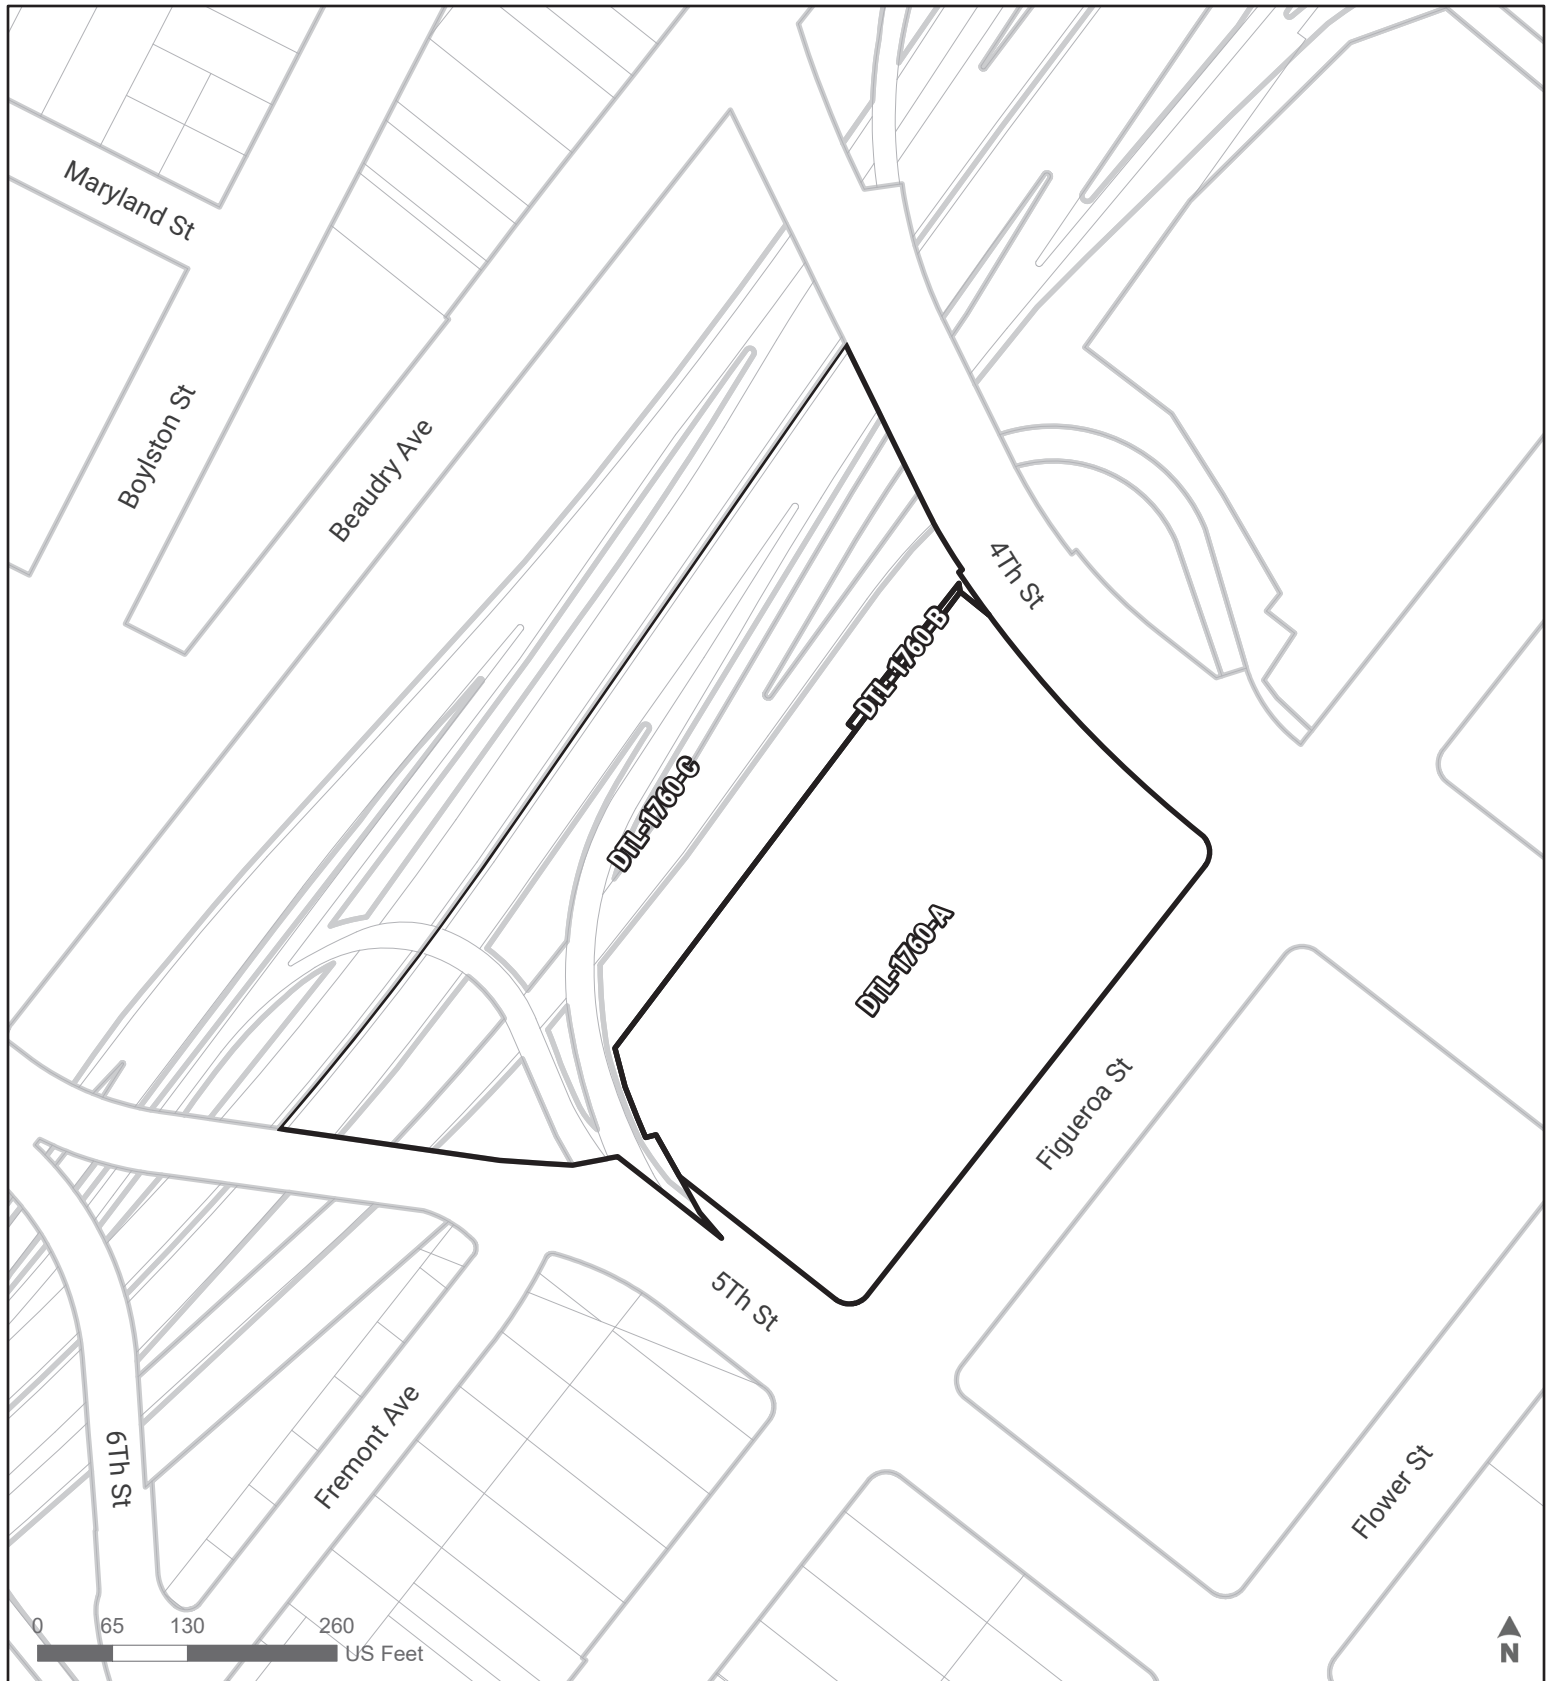 Maryland St
Boylston St
Beaudry Ave
4Th St
DTL-1760-B
DTL-1760-C
DTL-1760-A
Figueroa St
5Th St
Fremont Ave
6Th St
Flower St
0 65 130 260
US Feet
N